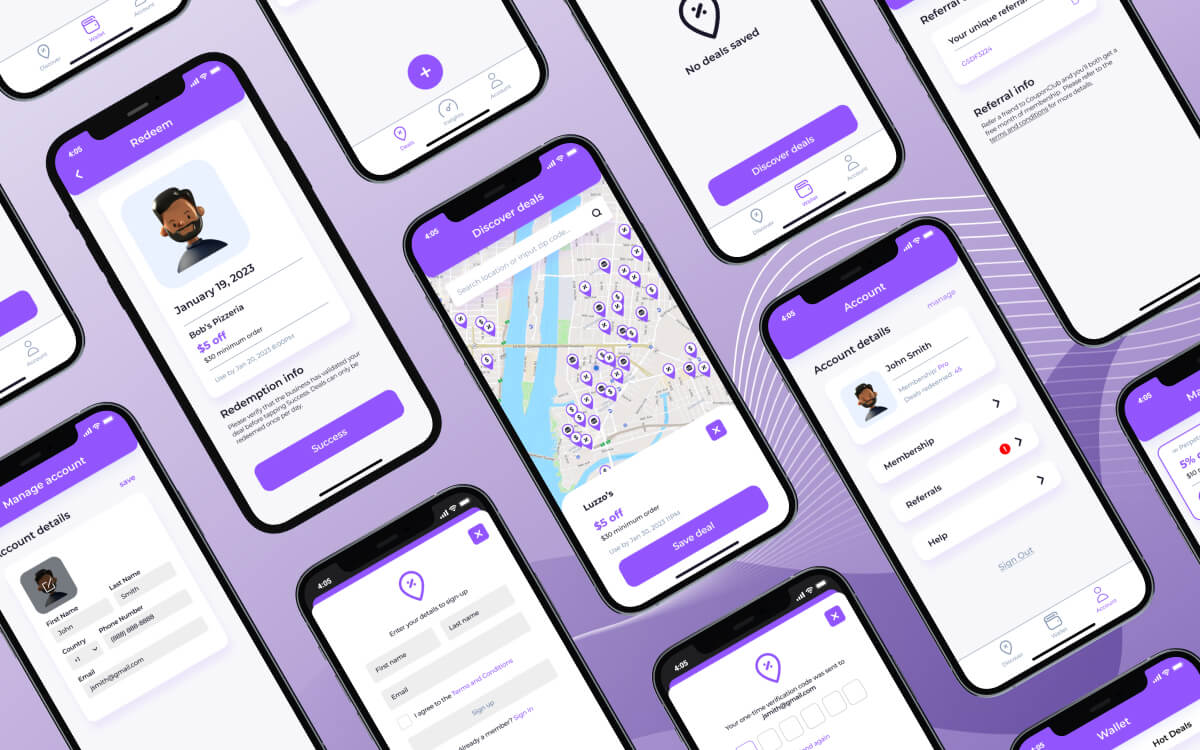 Discover
Wallet
Account
Deals
Insights
Account
No deals saved
Discover deals
Discover
Wallet
Account
Your unique referral
GSDF3224
Referral info
Refer a friend to CouponClub and you'll both get a
free month of membership. Please refer to the
terms and conditions for more details.
4:05
Redeem
January 19, 2023
Bob's Pizzeria
$5 off
$30 minimum order
Use by Jan 20, 2023 8:00PM
Redemption info
Please verify that the business has validated your
deal before tapping Success. Deals can only be
redeemed once per day.
Success
4:05
Discover deals
Search location or input zip code...
Luzzo's
$5 off
$30 minimum order
Use by Jan 30, 2023 11PM
Save deal
4:05
Account
manage
Account details
John Smith
Membership: Pro
Deals redeemed: 45
Membership
Referrals
Help
Sign Out
Discover
Wallet
Account
Account
Manage account
save
Account details
First Name
John
Last Name
Smith
Country
+1
Phone Number
(888) 888-8888
Email
jsmith@gmail.com
4:05
Enter your details to sign-up
First name
Last name
Email
I agree to the Terms and Conditions
Sign up
Already a member? Sign in
4:05
Your one-time verification code was sent to
jsmith@gmail.com
again
4:05
5%
4:05
Wallet
Hot Deals